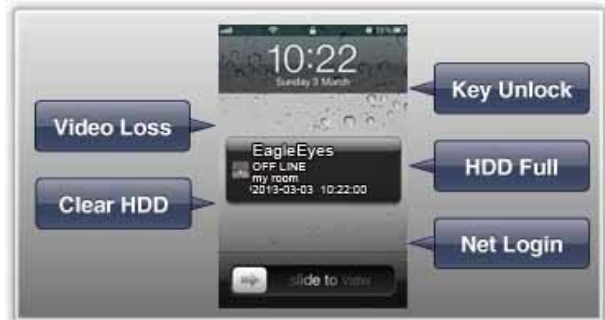 10:22
Sunday 3 March
Key Unlock
Video Loss
EagleEyes
OFF LINE
my room
2013-03-03 10:22:00
HDD Full
Clear HDD
Net Login
slide to view